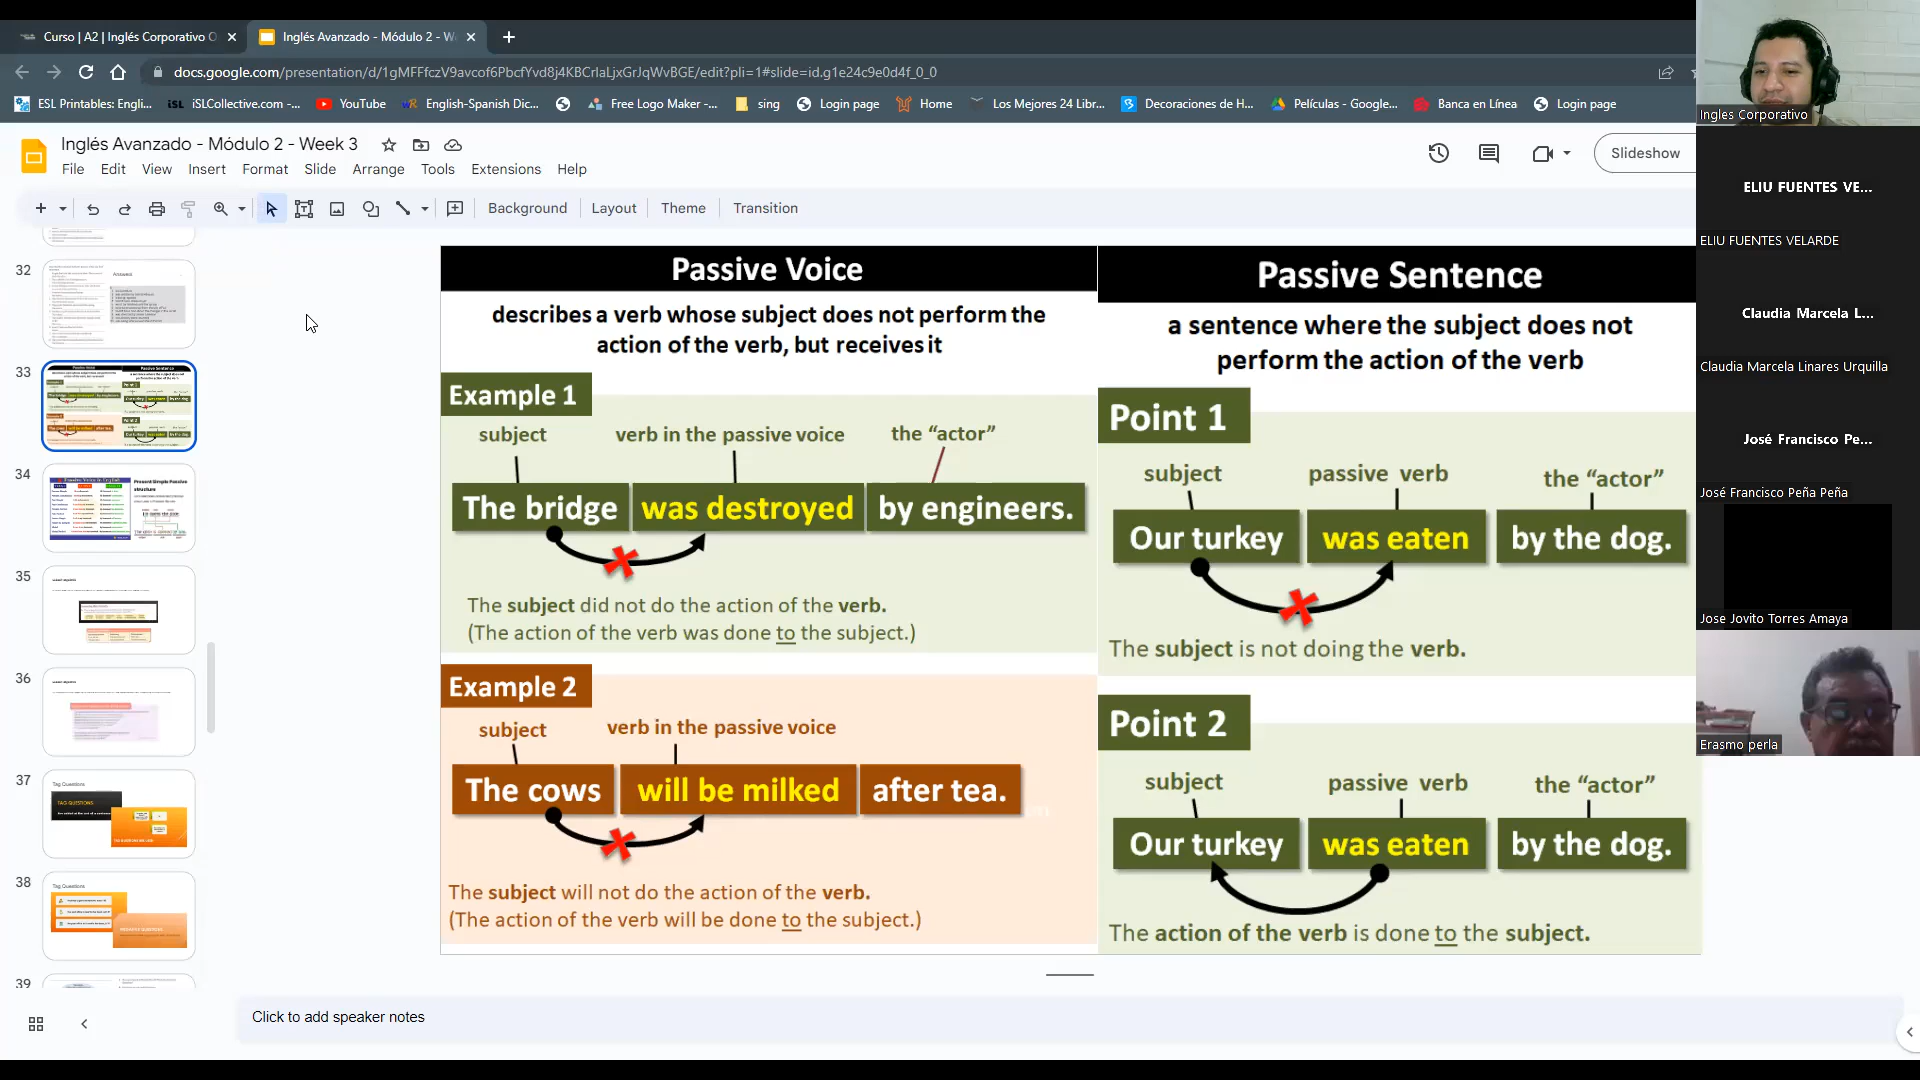 Curso | A2 | Inglés Corporativo O
Inglés Avanzado - Módulo 2 - W
docs.google.com/presentation/d/1gMFFfczV9avcof6PbcfYvd8j4KBCrIaLjxGrJqWvBGE/edit?pli=1#slide=id.g1e24c9e0d4f_0_0
ESL Printables: Engli...
iSLCollective.com -...
YouTube
English-Spanish Dic...
Free Logo Maker -...
sing
Login page
Home
Los Mejores 24 Libr...
Decoraciones de H...
Películas - Google...
Banca en Línea
Login page
Inglés Avanzado - Módulo 2 - Week 3
File Edit View Insert Format Slide Arrange Tools Extensions Help
Slideshow
Background Layout Theme Transition
32
33
34
35
36
37
Tag Questions
38
Tag Questions
39
Passive Voice
describes a verb whose subject does not perform the
action of the verb, but receives it
Example 1
subject verb in the passive voice the “actor”
The bridge was destroyed by engineers.
The subject did not do the action of the verb.
(The action of the verb was done to the subject.)
Example 2
subject verb in the passive voice
The cows will be milked after tea.
The subject will not do the action of the verb.
(The action of the verb will be done to the subject.)
Passive Sentence
a sentence where the subject does not
perform the action of the verb
Point 1
subject passive verb the “actor”
Our turkey was eaten by the dog.
The subject is not doing the verb.
Point 2
subject passive verb the “actor”
Our turkey was eaten by the dog.
The action of the verb is done to the subject.
Click to add speaker notes
Ingles Corporativo
ELIU FUENTES VE...
ELIU FUENTES VELARDE
Claudia Marcela L...
Claudia Marcela Linares Urquilla
José Francisco Pe...
José Francisco Peña Peña
Jose Jovito Torres Amaya
Erasmo perla